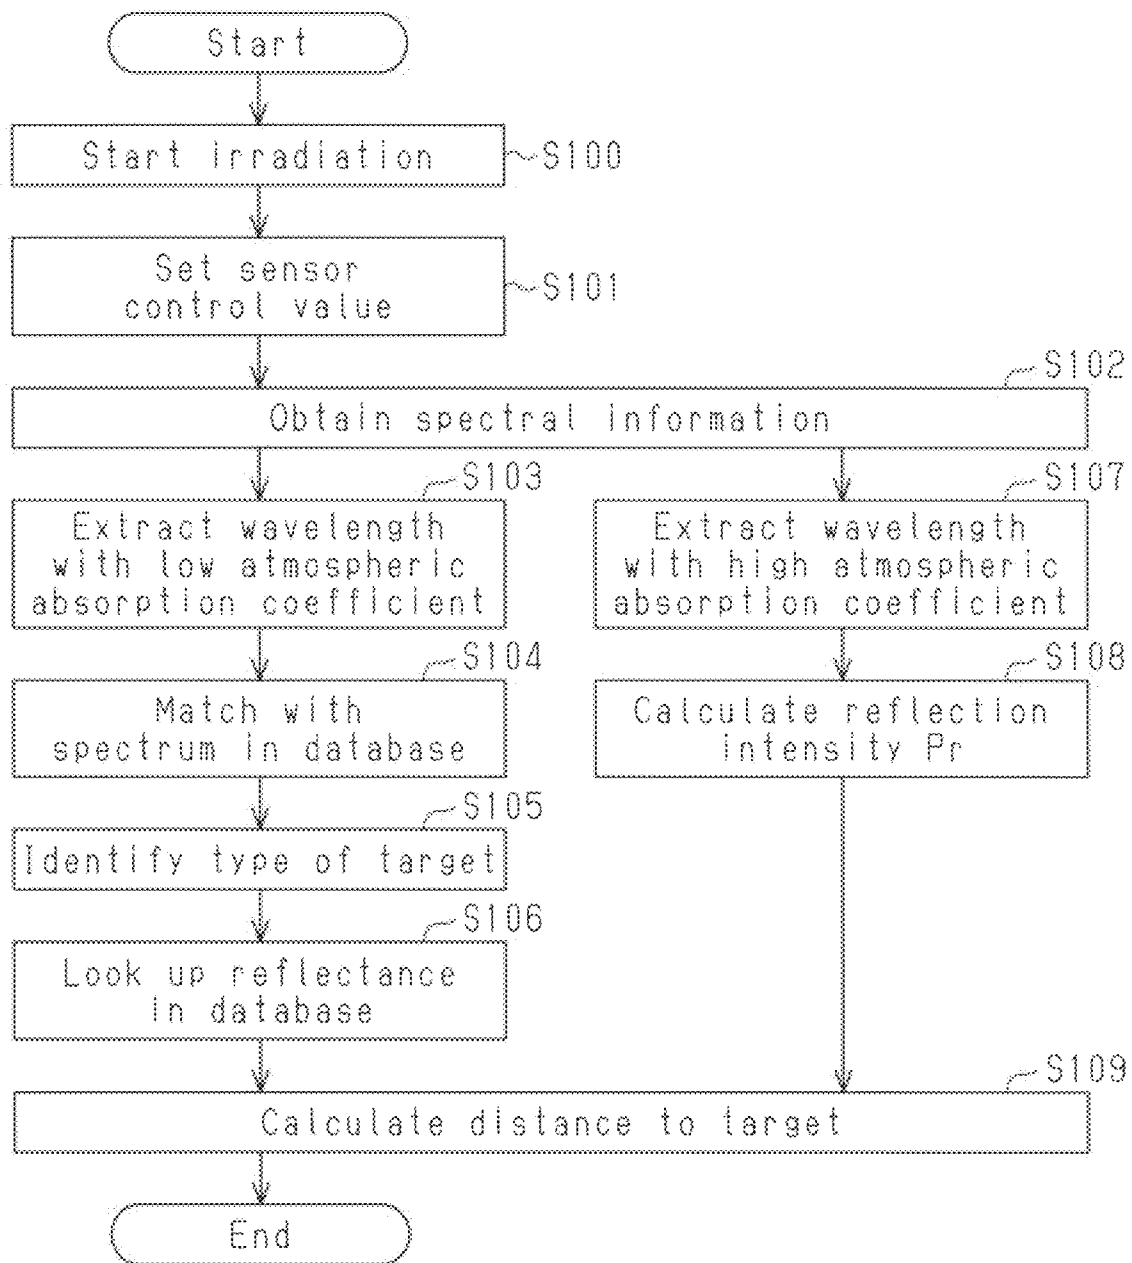 Start
Start irradiation
S100
Set sensor
control value
S101
S102
Obtain spectral information
S103
Extract wavelength
with low atmospheric
absorption coefficient
S104
Match with
spectrum in database
S105
Identify type of target
S106
Look up reflectance
in database
S107
Extract wavelength
with high atmospheric
absorption coefficient
S108
Calculate reflection
intensity Pr
S109
Calculate distance to target
End